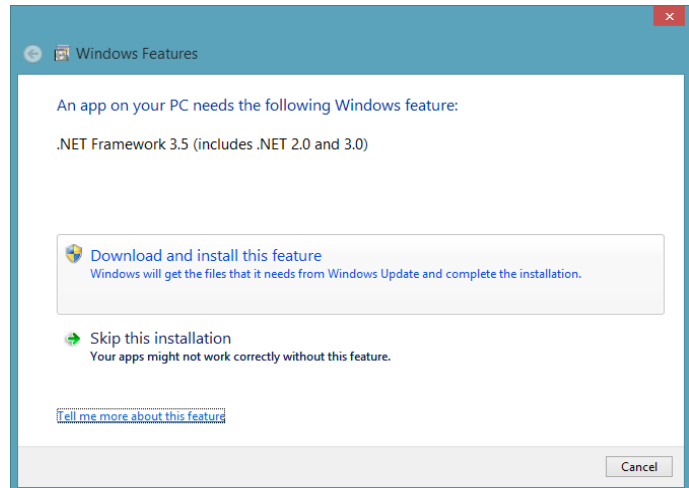 Windows Features
An app on your PC needs the following Windows feature:
.NET Framework 3.5 (includes .NET 2.0 and 3.0)
Download and install this feature
Windows will get the files that it needs from Windows Update and complete the installation.
Skip this installation
Your apps might not work correctly without this feature.
Tell me more about this feature
Cancel